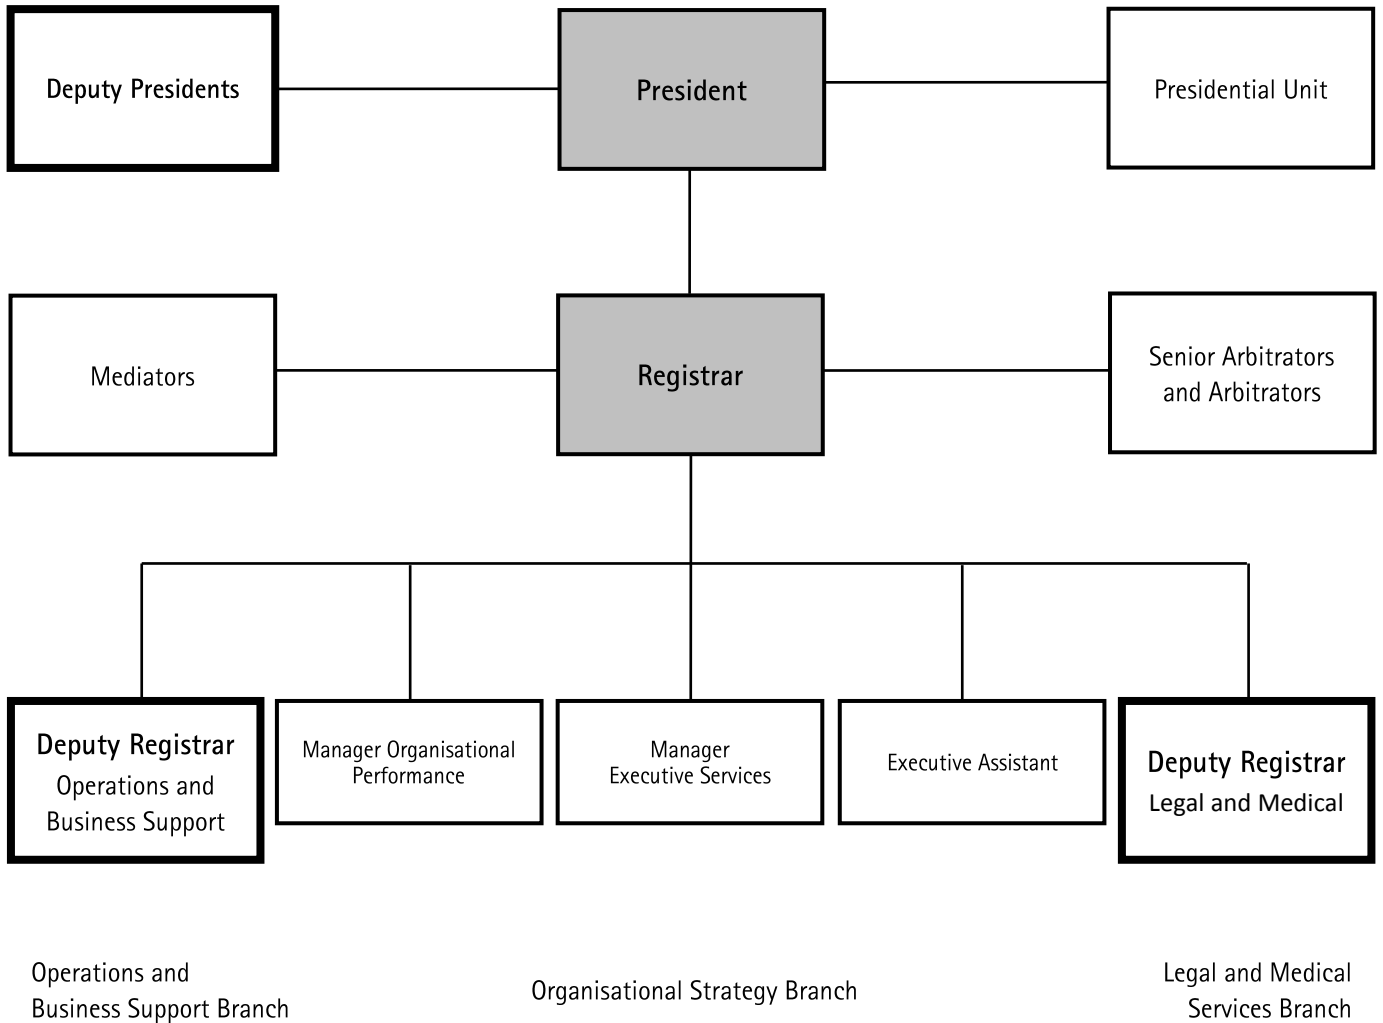 Deputy Presidents
President
Presidential Unit
Mediators
Registrar
Senior Arbitrators
and Arbitrators
Deputy Registrar
Operations and
Business Support
Manager Organisational
Performance
Manager
Executive Services
Executive Assistant
Deputy Registrar
Legal and Medical
Operations and
Business Support Branch
Organisational Strategy Branch
Legal and Medical
Services Branch